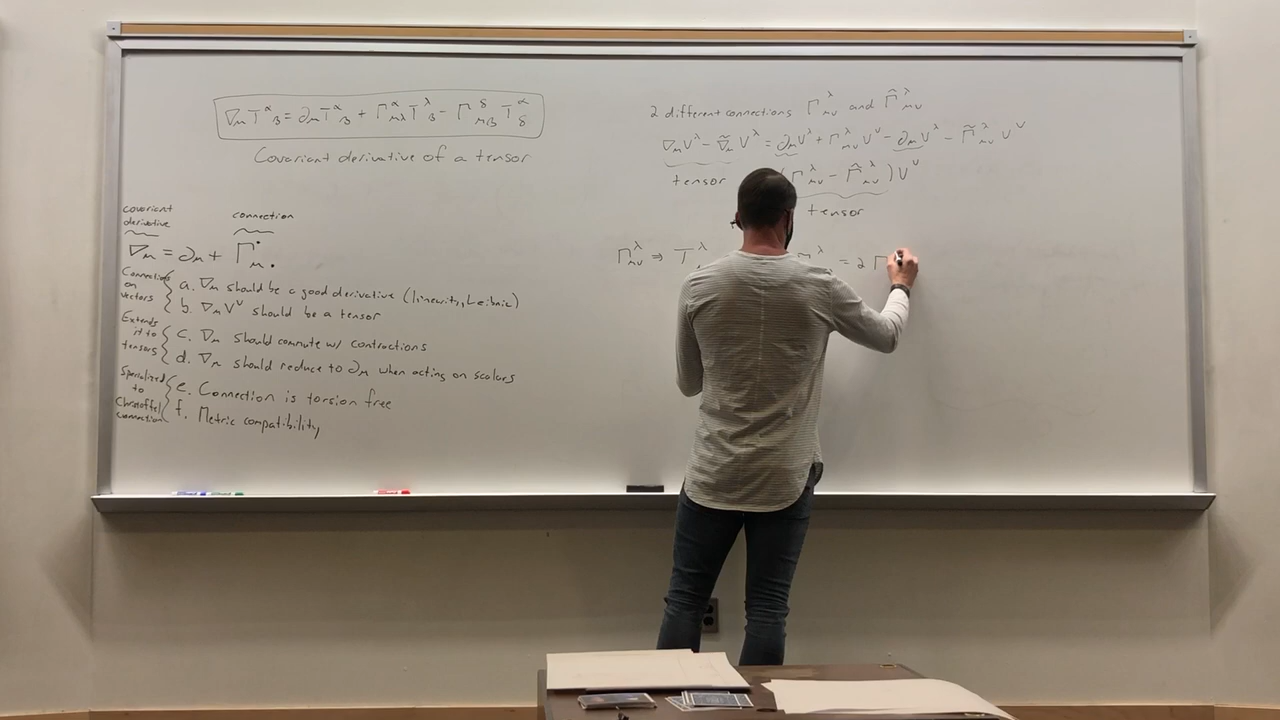 ∇_μ T^α_β = ∂_μ T^α_β + Γ^α_μλ T^λ_β - Γ^δ_μβ T^α_δ
Covariant derivative of a tensor
covariant
derivative
connection
∇_μ = ∂_μ + Γ^·_μ·
Connection
on
vectors
a. ∇_μ should be a good derivative (linearity, Leibnic)
b. ∇_μ V^ν should be a tensor
Extends
it to
tensors
c. ∇_μ should commute w/ contractions
d. ∇_μ should reduce to ∂_μ when acting on scalars
Specialized
to
Christoffel
Connection
e. Connection is torsion free
f. Metric compatibility
2 different connections Γ^λ_μν and Γ̂^λ_μν
∇_μ V^λ - ∇̃_μ V^λ = ∂_μ V^λ + Γ^λ_μν V^ν - ∂_μ V^λ - Γ̃^λ_μν V^ν
tensor (Γ^λ_μν - Γ̂^λ_μν) V^ν
tensor
Γ^λ_μν ⇒ T^λ = 2 Γ